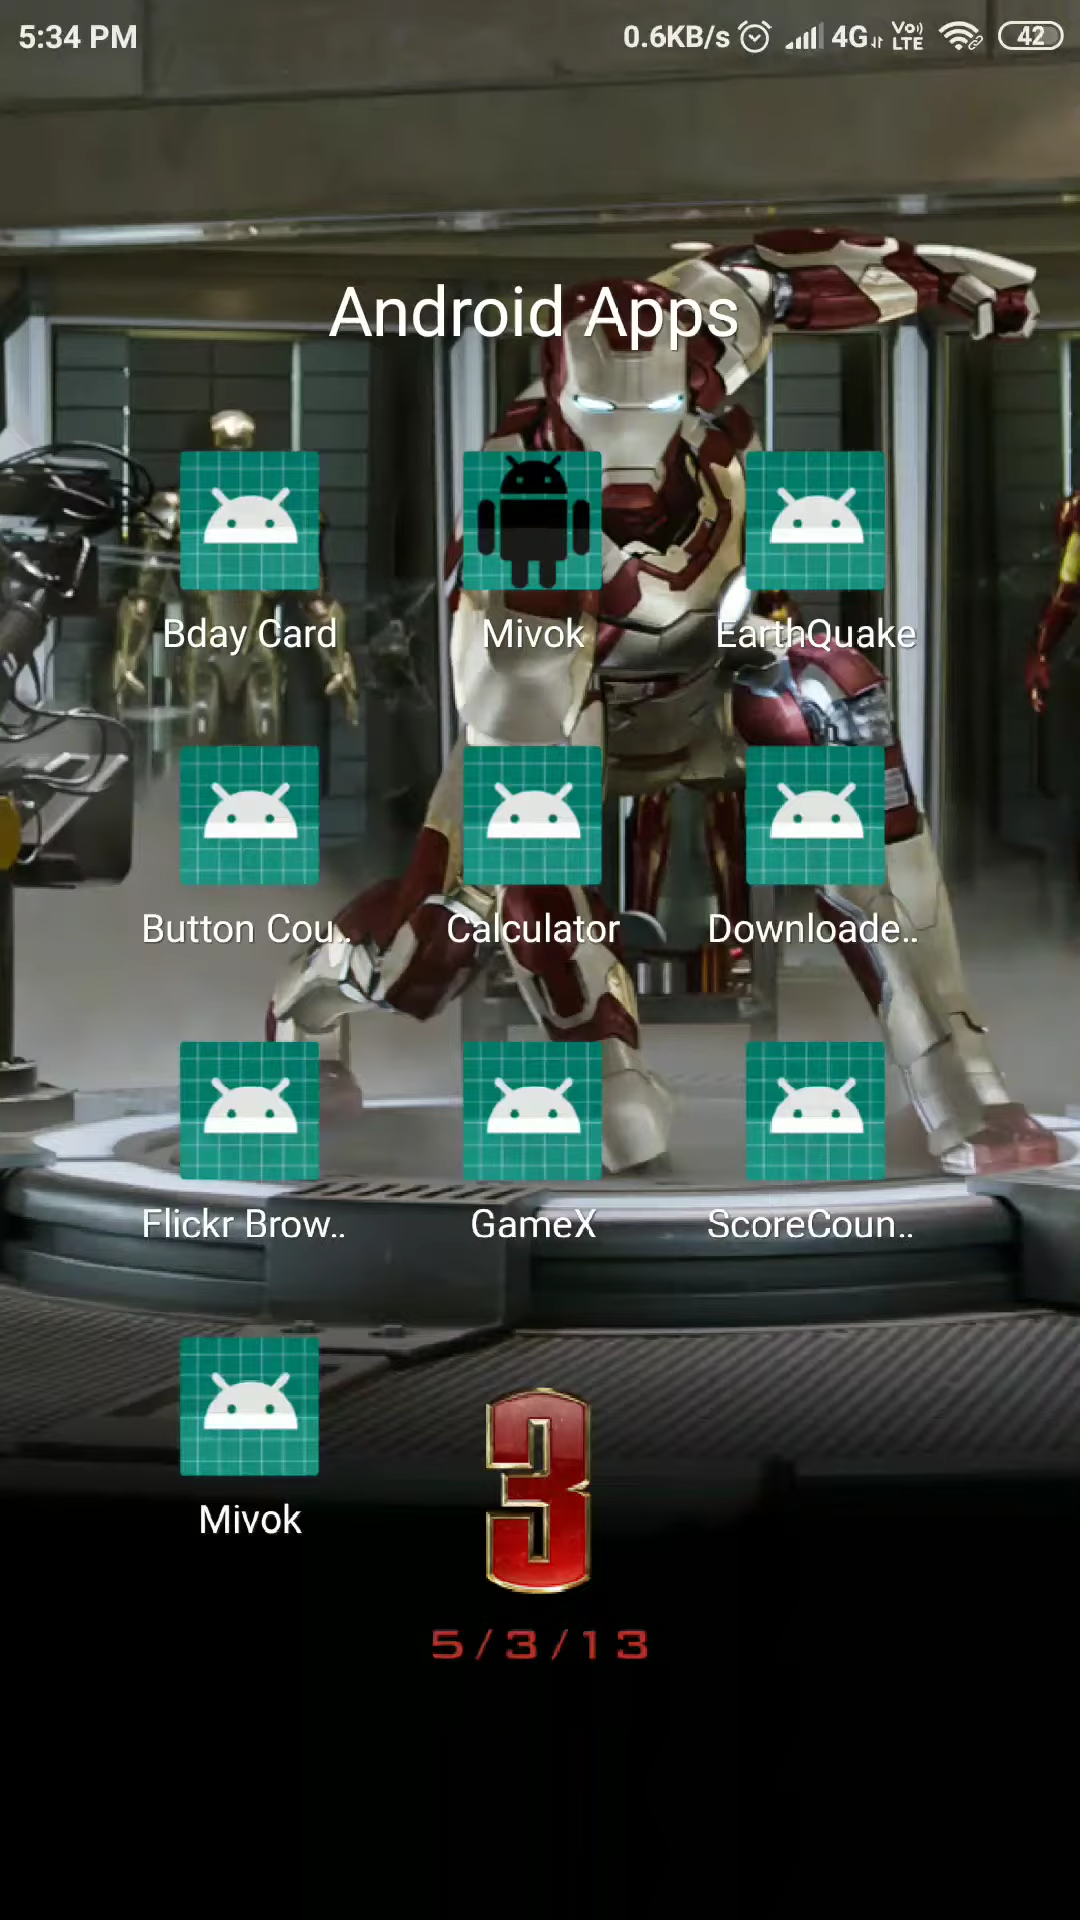 5:34 PM 0.6KB/s 4G Vo) LTE 42
Android Apps
Bday Card Mivok EarthQuake
Button Cou.. Calculator Downloade..
Flickr Brow.. GameX ScoreCoun..
Mivok
3
5/3/13